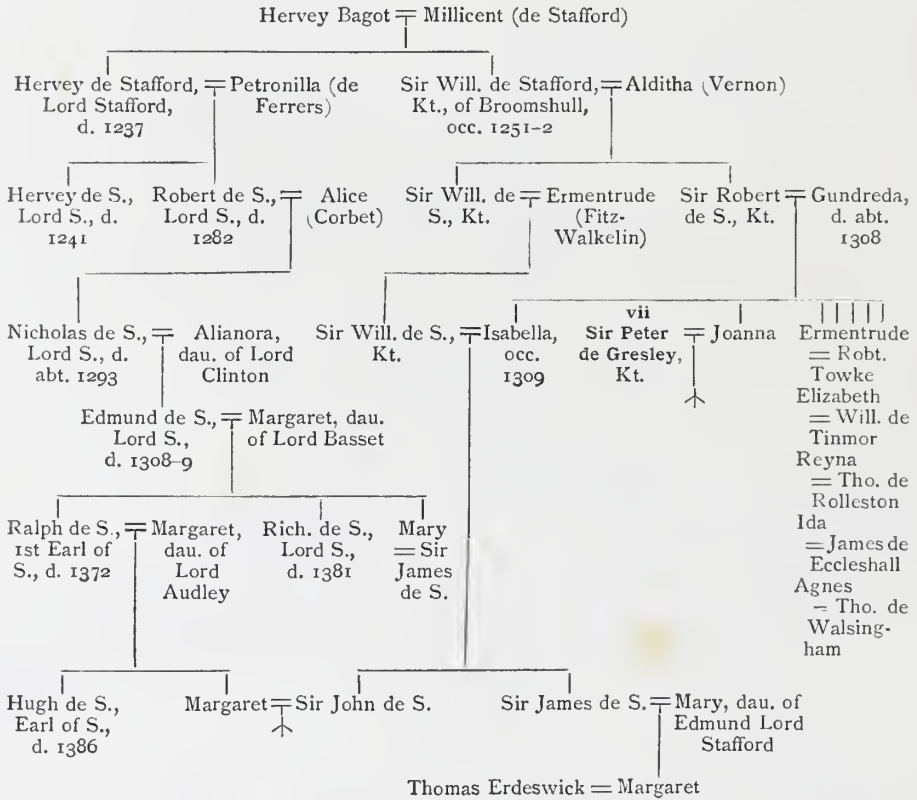 Hervey Bagot = Millicent (de Stafford)
Hervey de Stafford, = Petronilla (de
Lord Stafford, Ferrers)
d. 1237
Sir Will. de Stafford, = Alditha (Vernon)
Kt., of Broomshull,
occ. 1251-2
Hervey de S.,
Lord S., d.
1241
Robert de S., = Alice
Lord S., d. (Corbet)
1282
Sir Will. de = Ermentrude
S., Kt. (Fitz-
Walkelin)
Sir Robert = Gundreda,
de S., Kt. d. abt.
1308
Nicholas de S., = Alianora,
Lord S., d. dau. of Lord
abt. 1293 Clinton
Sir Will. de S., = Isabella,
Kt. occ.
1309
vii
Sir Peter = Joanna
de Gresley,
Kt.
Ermentrude
= Robt.
Towke
Elizabeth
= Will. de
Tinmor
Reyna
= Tho. de
Rolleston
Ida
= James de
Eccleshall
Agnes
= Tho. de
Walsing-
ham
Edmund de S., = Margaret, dau.
Lord S., of Lord Basset
d. 1308-9
Ralph de S., = Margaret,
1st Earl of dau. of
S., d. 1372 Lord
Audley
Rich. de S.,
Lord S.,
d. 1381
Mary
= Sir
James
de S.
Hugh de S.,
Earl of S.,
d. 1386
Margaret = Sir John de S.
Sir James de S. = Mary, dau. of
Edmund Lord
Stafford
Thomas Erdeswick = Margaret